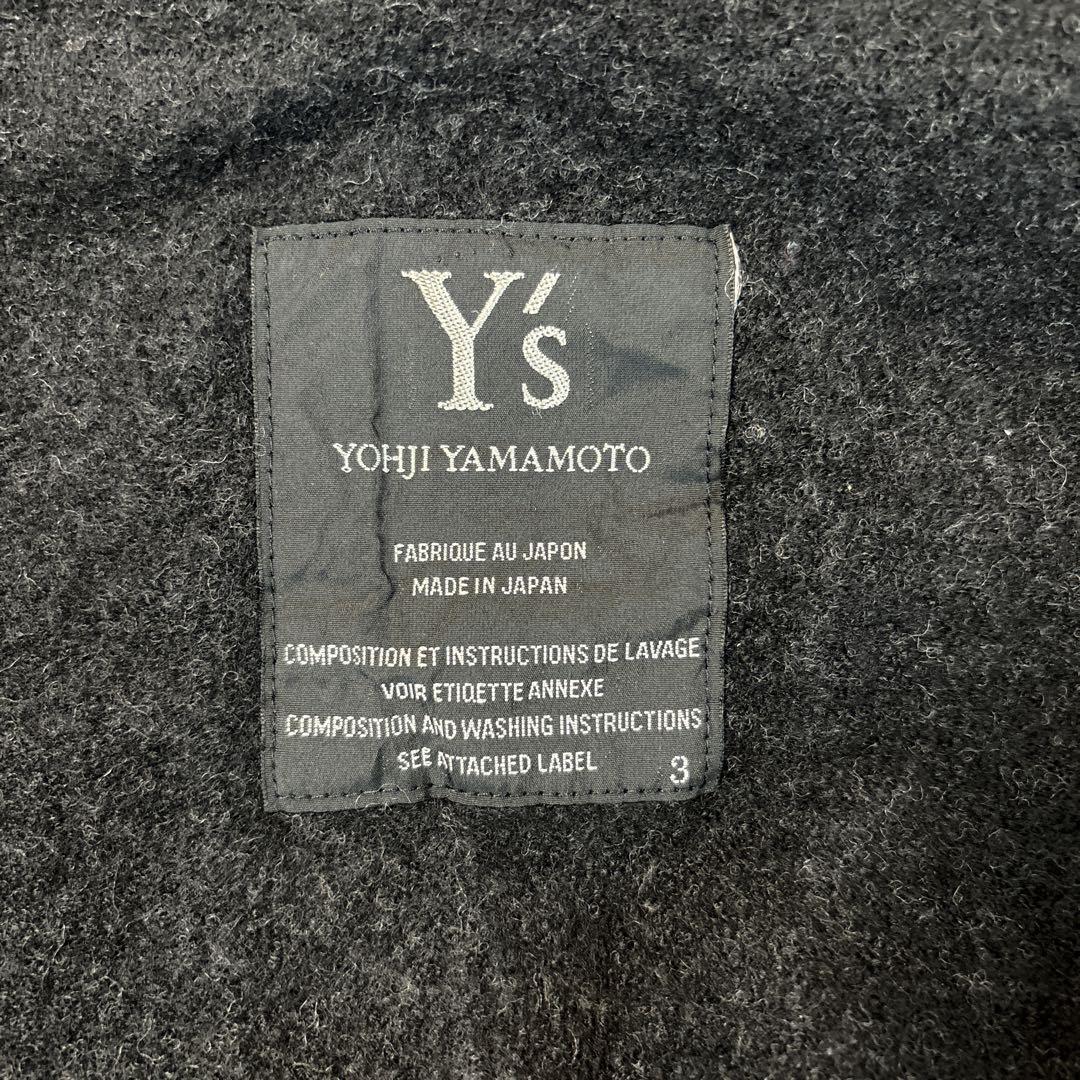 Y's
YOHJI YAMAMOTO
FABRIQUE AU JAPON
MADE IN JAPAN
COMPOSITION ET INSTRUCTIONS DE LAVAGE
VOIR ETIQETTE ANNEXE
COMPOSITION AND WASHING INSTRUCTIONS
SEE ATTACHED LABEL 3